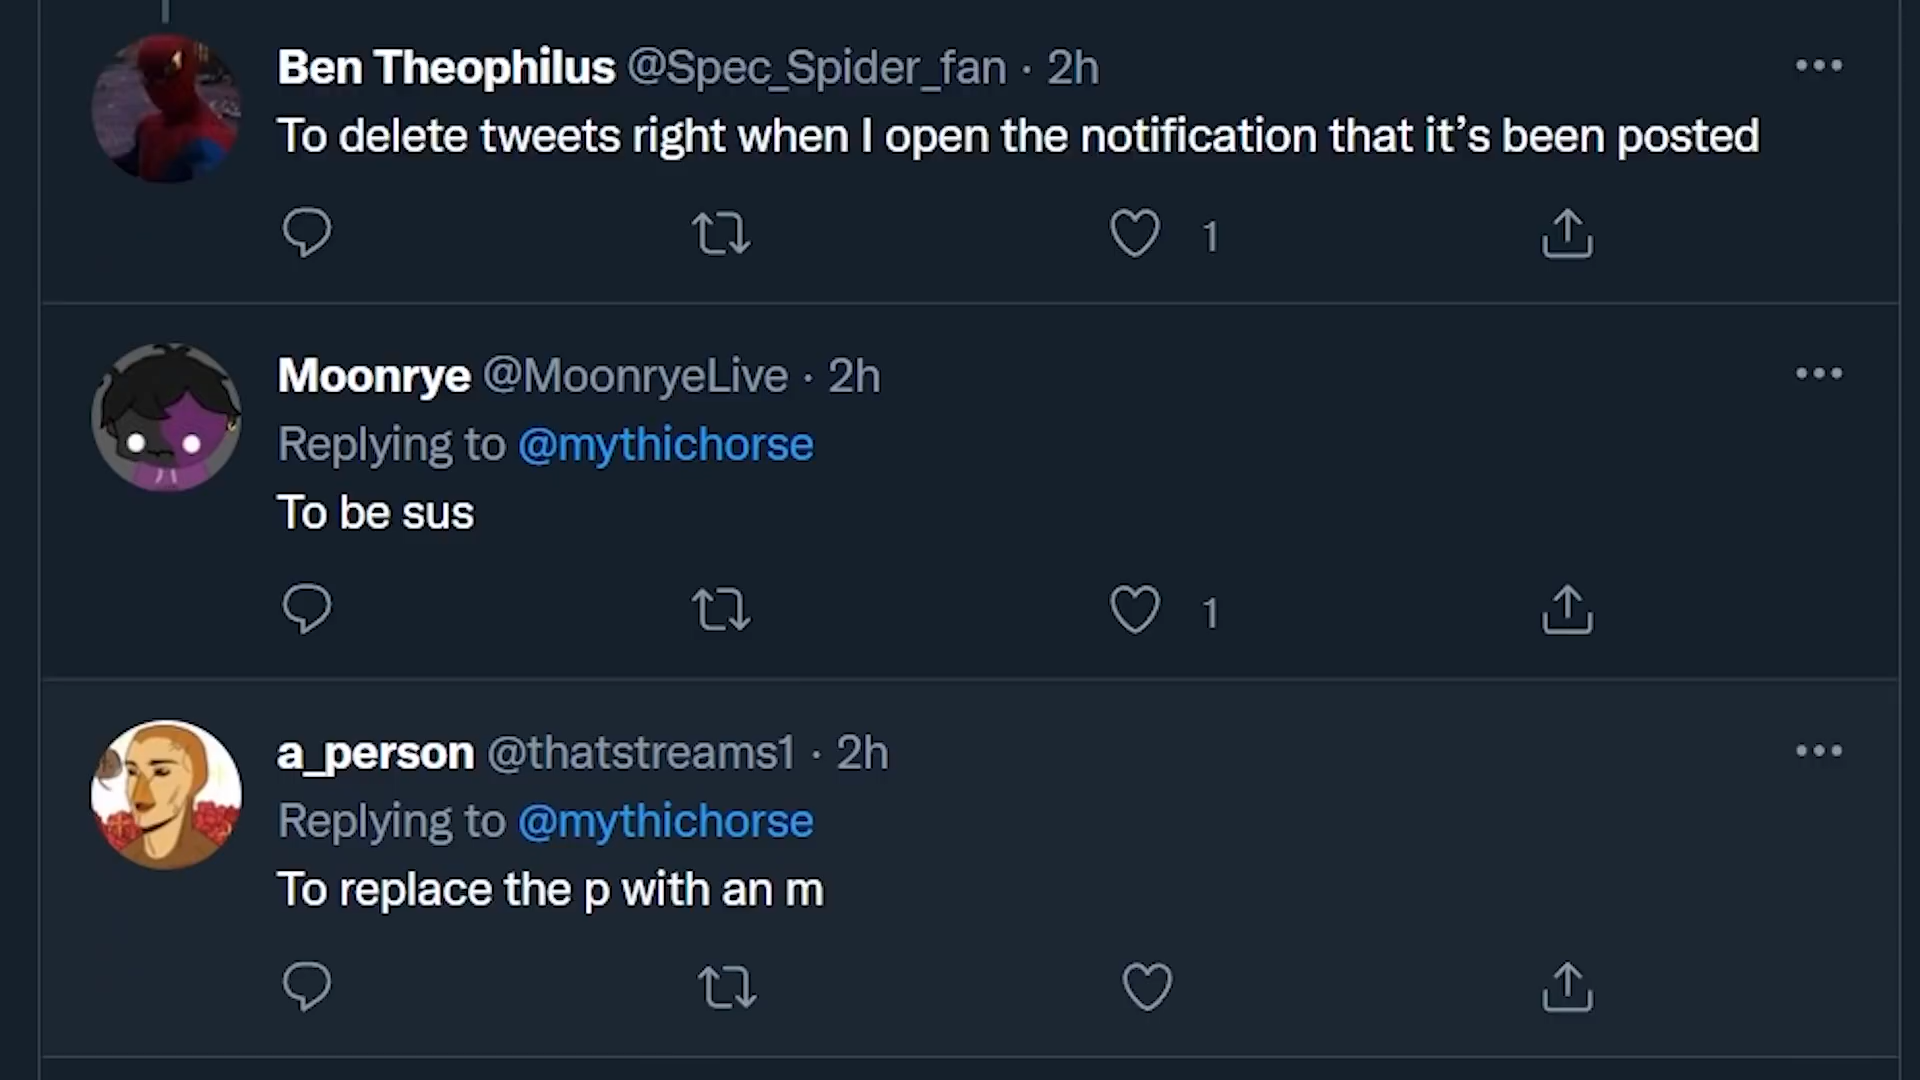 Ben Theophilus @Spec_Spider_fan · 2h
To delete tweets right when I open the notification that it’s been posted
1
Moonrye @MoonryeLive · 2h
Replying to @mythichorse
To be sus
1
a_person @thatstreams1 · 2h
Replying to @mythichorse
To replace the p with an m